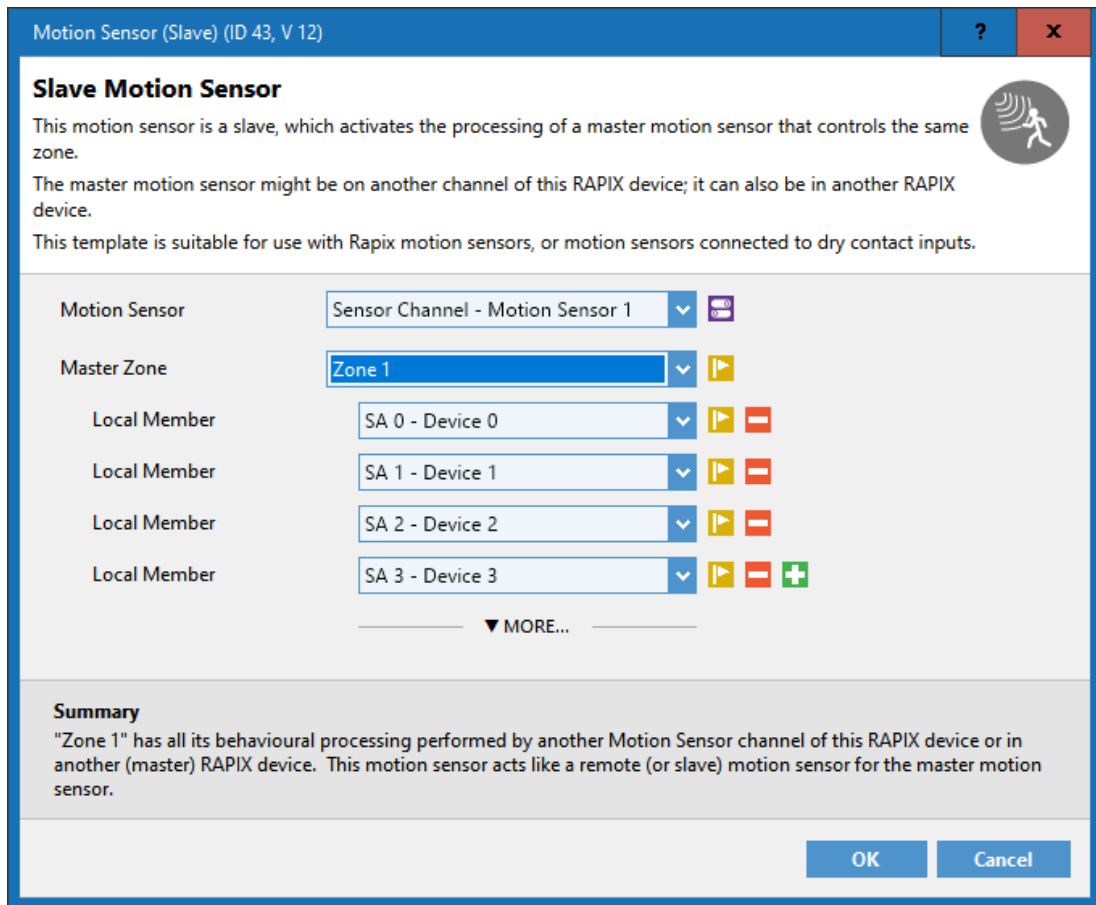 Motion Sensor (Slave) (ID 43, V 12)
? x
Slave Motion Sensor
This motion sensor is a slave, which activates the processing of a master motion sensor that controls the same
zone.
The master motion sensor might be on another channel of this RAPIX device; it can also be in another RAPIX
device.
This template is suitable for use with Rapix motion sensors, or motion sensors connected to dry contact inputs.
Motion Sensor Sensor Channel - Motion Sensor 1
Master Zone Zone 1
Local Member SA 0 - Device 0
Local Member SA 1 - Device 1
Local Member SA 2 - Device 2
Local Member SA 3 - Device 3
▼ MORE...
Summary
"Zone 1" has all its behavioural processing performed by another Motion Sensor channel of this RAPIX device or in
another (master) RAPIX device.  This motion sensor acts like a remote (or slave) motion sensor for the master motion
sensor.
OK Cancel